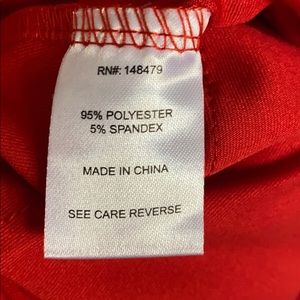 RN#: 148479
95% POLYESTER
5% SPANDEX
MADE IN CHINA
SEE CARE REVERSE